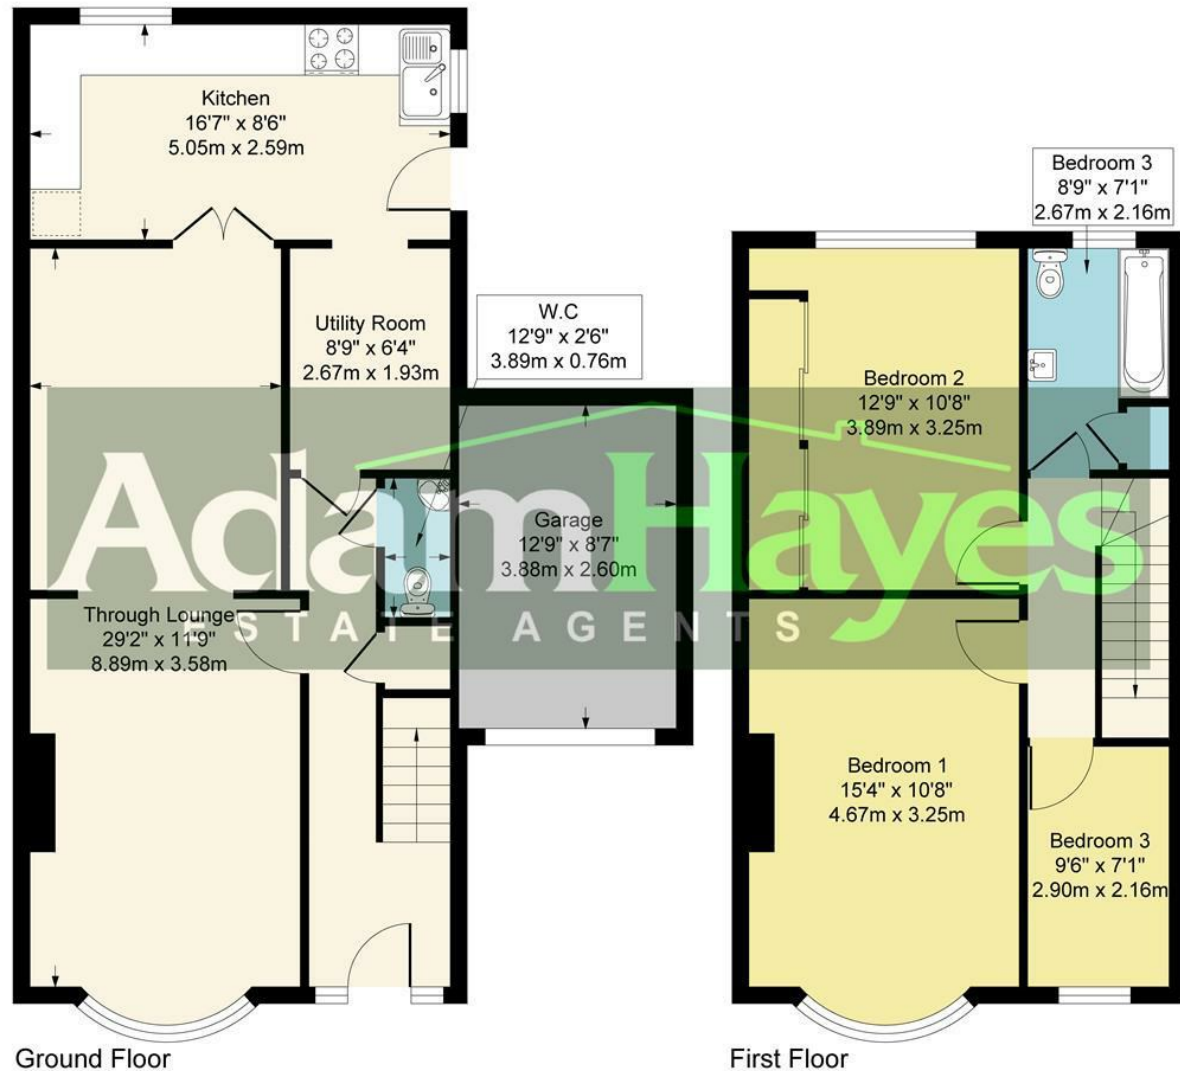 Kitchen
16'7" x 8'6"
5.05m x 2.59m
Utility Room
8'9" x 6'4"
2.67m x 1.93m
W.C
12'9" x 2'6"
3.89m x 0.76m
Garage
12'9" x 8'7"
3.88m x 2.60m
Through Lounge
29'2" x 11'9"
8.89m x 3.58m
Ground Floor
Bedroom 3
8'9" x 7'1"
2.67m x 2.16m
Bedroom 2
12'9" x 10'8"
3.89m x 3.25m
Bedroom 1
15'4" x 10'8"
4.67m x 3.25m
Bedroom 3
9'6" x 7'1"
2.90m x 2.16m
First Floor
AdamHayes
ESTATE AGENTS